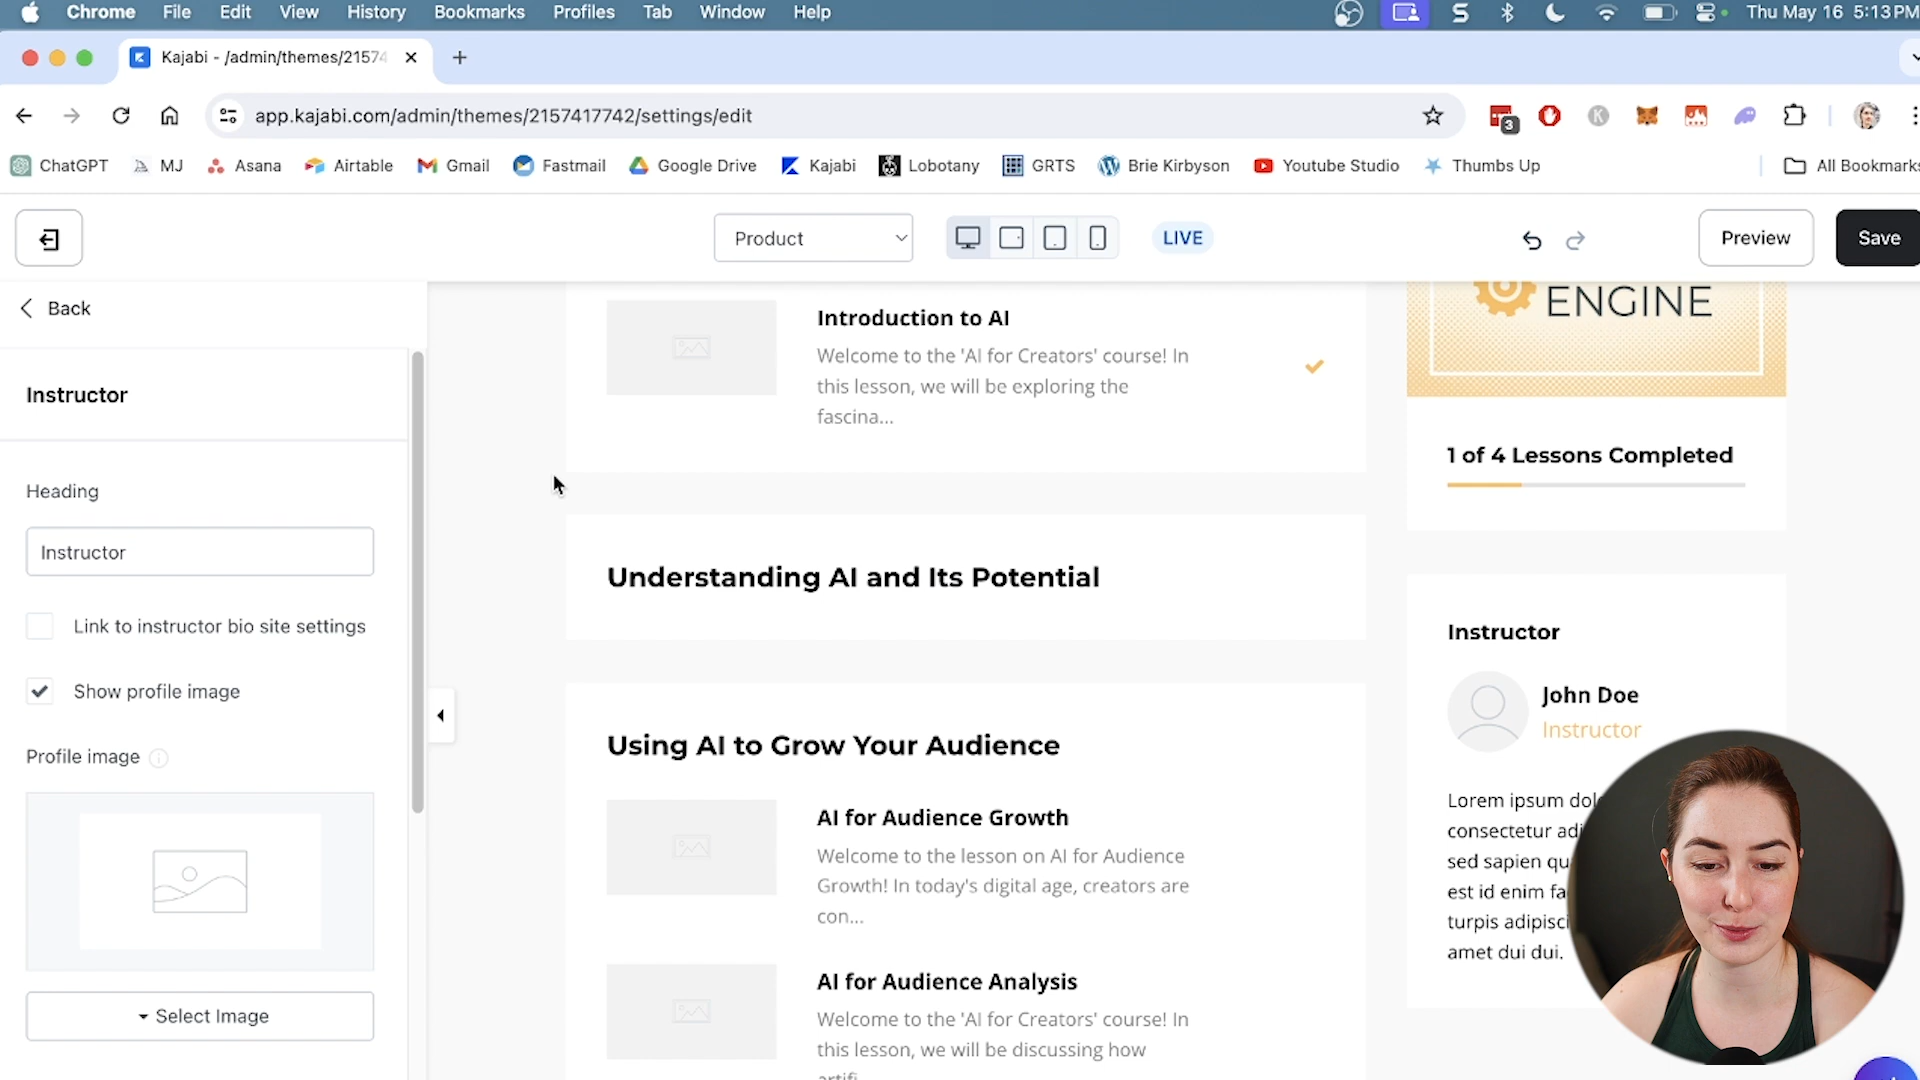 Chrome File Edit View History Bookmarks Profiles Tab Window Help
Thu May 16 5:13 PM
Kajabi - /admin/themes/21574
app.kajabi.com/admin/themes/2157417742/settings/edit
3
K
ChatGPT MJ Asana Airtable Gmail Fastmail Google Drive Kajabi Lobotany GRTS Brie Kirbyson Youtube Studio Thumbs Up All Bookmarks
Product
LIVE
Preview
Save
Back
Instructor
Heading
Instructor
Link to instructor bio site settings
Show profile image
Profile image
Select Image
Introduction to AI
Welcome to the 'AI for Creators' course! In
this lesson, we will be exploring the
fascina...
Understanding AI and Its Potential
Using AI to Grow Your Audience
AI for Audience Growth
Welcome to the lesson on AI for Audience
Growth! In today's digital age, creators are
con...
AI for Audience Analysis
Welcome to the 'AI for Creators' course! In
this lesson, we will be discussing how
artifi...
ENGINE
1 of 4 Lessons Completed
Instructor
John Doe
Instructor
Lorem ipsum dol
consectetur adi
sed sapien qu
est id enim fa
turpis adipisci
amet dui dui.